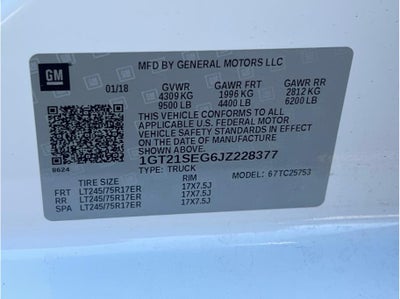 GM
MFD BY GENERAL MOTORS LLC
01/18
GVWR GAWR FRT GAWR RR
4309 KG 1996 KG 2812 KG
9500 LB 4400 LB 6200 LB
THIS VEHICLE CONFORMS TO ALL APPLICABLE
U.S. FEDERAL MOTOR VEHICLE SAFETY
STANDARDS IN EFFECT ON THE DATE OF
MANUFACTURE SHOWN ABOVE.
1GT21SEG6JZ228377
8624
TYPE: TRUCK MODEL: 67TC25753
TIRE SIZE RIM
FRT LT245/75R17ER 17X7.5J
RR LT245/75R17ER 17X7.5J
SPA LT245/75R17ER 17X7.5J